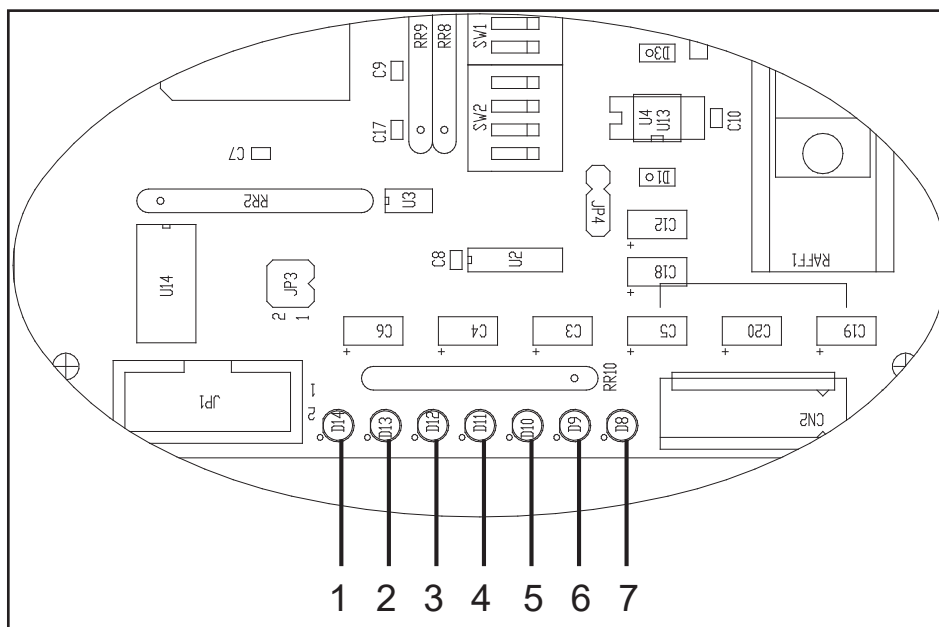 SW1
RR9
RR8
D3
C9
SW2
U4
U13
C10
C17
C7
D1
RR2
U3
JP4
C12
C8
U2
RAFF1
C18
U14
JP3
2 1
C6
C4
C3
C5
C20
C19
+ + + + + + + +
RR10
JP1
1
2
CN2
D14 D13 D12 D11 D10 D9 D8
1 2 3 4 5 6 7